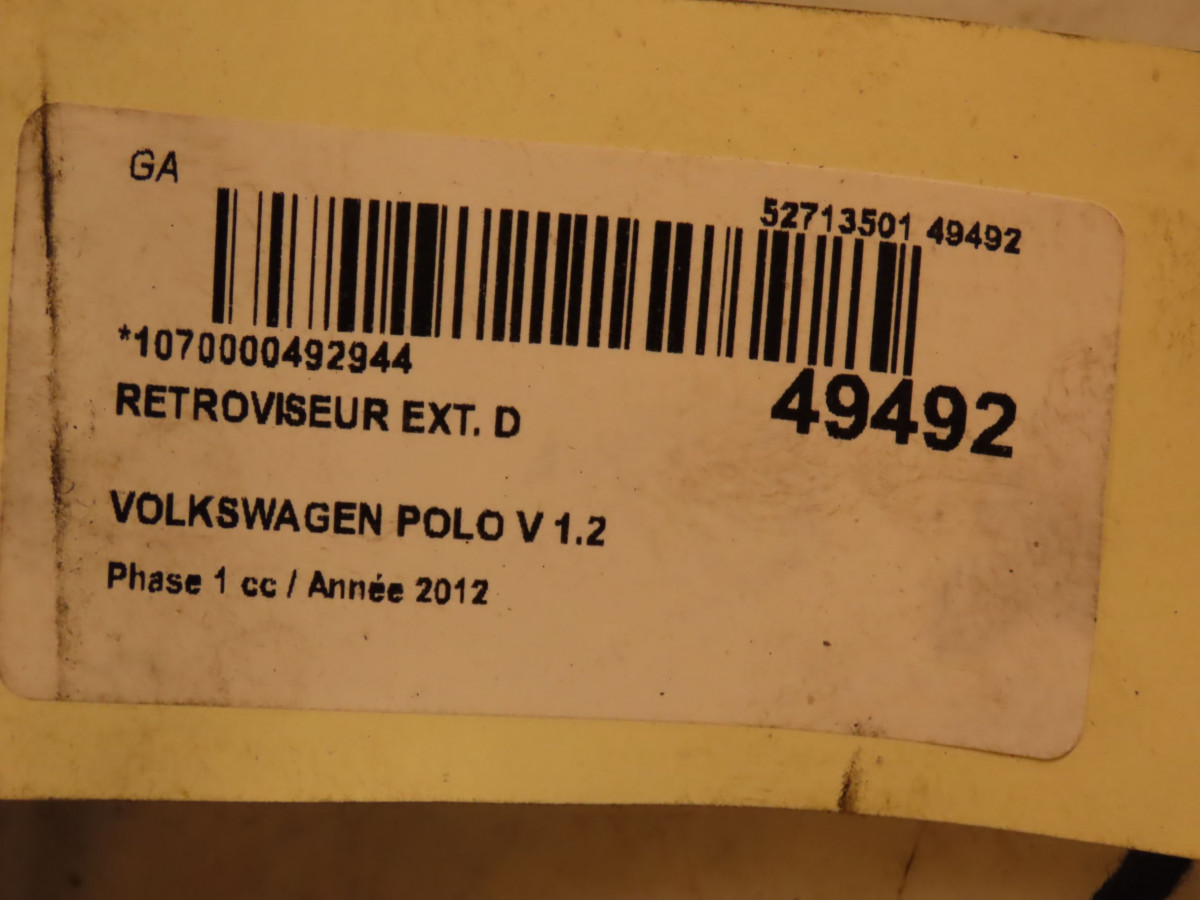 GA
52713501 49492
*1070000492944
49492
RETROVISEUR EXT. D
VOLKSWAGEN POLO V 1.2
Phase 1 cc / Année 2012